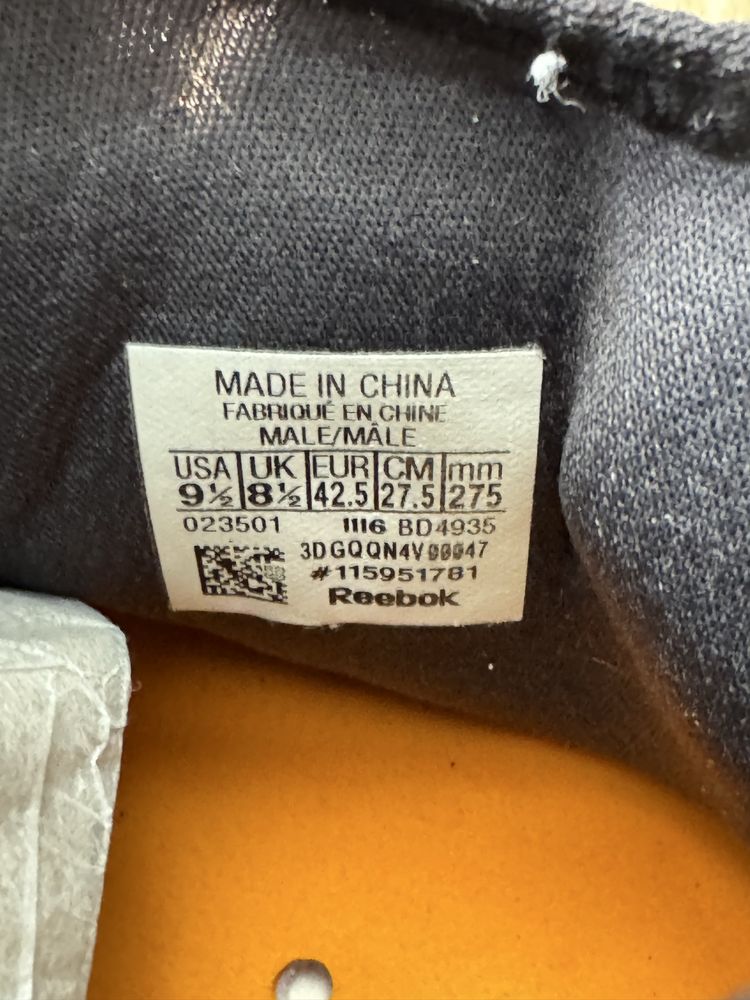 MADE IN CHINA
FABRIQUÉ EN CHINE
MALE/MÂLE
USA UK EUR CM mm
9½ 8½ 42.5 27.5 275
023501 1116 BD4935
#115951781
Reebok